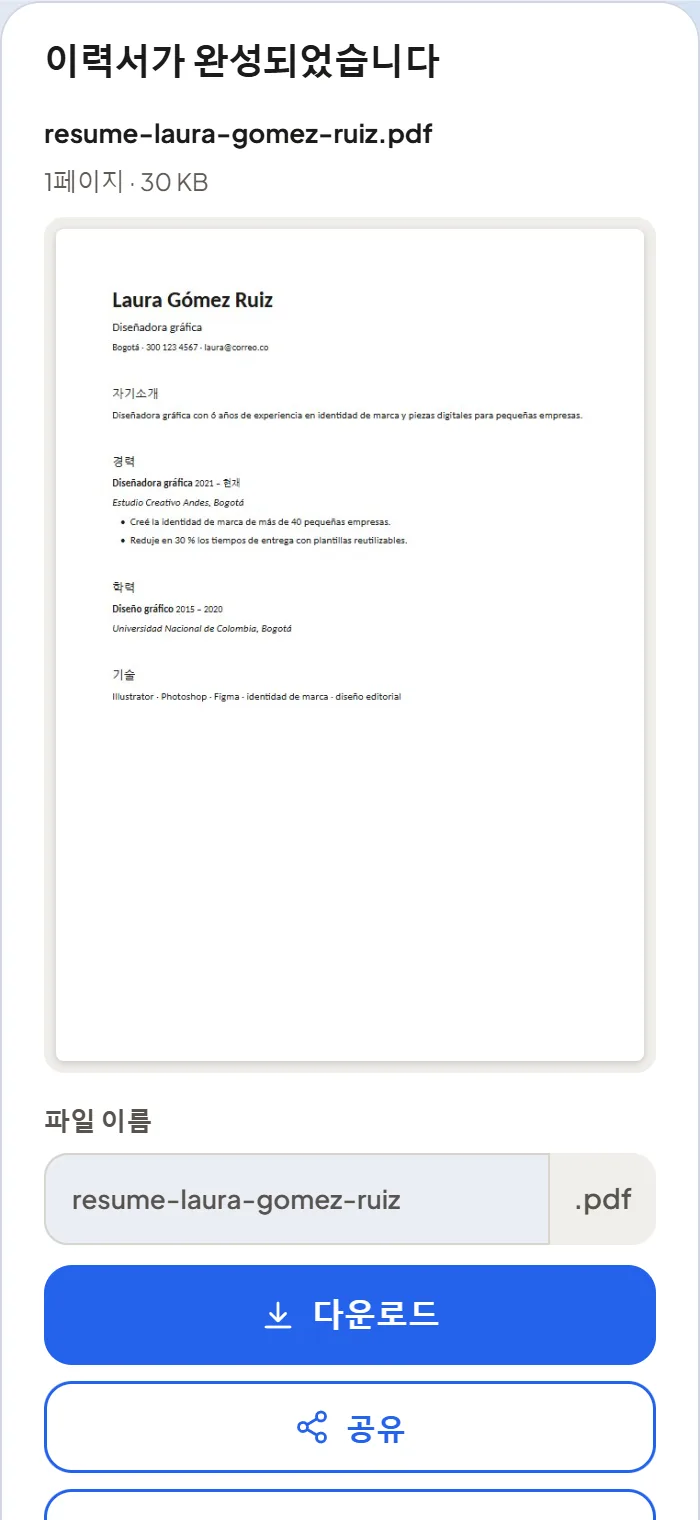 이력서가 완성되었습니다
resume-laura-gomez-ruiz.pdf
1페이지 · 30 KB
Laura Gómez Ruiz
Diseñadora gráfica
Bogotá · 300 123 4567 · laura@correo.co
자기소개
Diseñadora gráfica con 6 años de experiencia en identidad de marca y piezas digitales para pequeñas empresas.
경력
Diseñadora gráfica 2021 – 현재
Estudio Creativo Andes, Bogotá
• Creé la identidad de marca de más de 40 pequeñas empresas.
• Reduje en 30 % los tiempos de entrega con plantillas reutilizables.
학력
Diseño gráfico 2015 – 2020
Universidad Nacional de Colombia, Bogotá
기술
Illustrator · Photoshop · Figma · identidad de marca · diseño editorial
파일 이름
resume-laura-gomez-ruiz .pdf
다운로드
공유